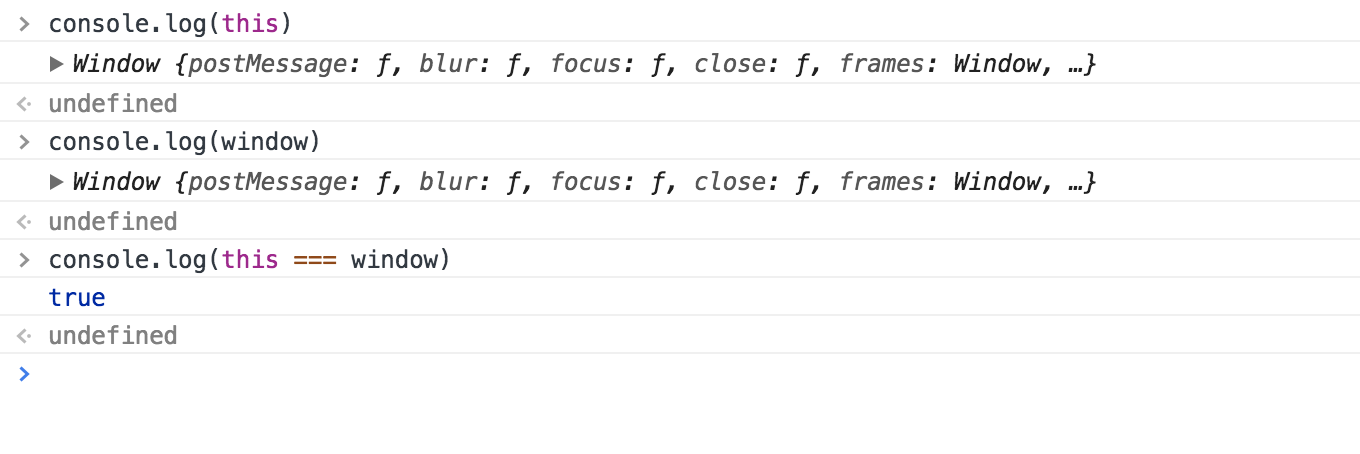 > console.log(this)
▶ Window {postMessage: ƒ, blur: ƒ, focus: ƒ, close: ƒ, frames: Window, …}
<· undefined
> console.log(window)
▶ Window {postMessage: ƒ, blur: ƒ, focus: ƒ, close: ƒ, frames: Window, …}
<· undefined
> console.log(this === window)
true
<· undefined
>